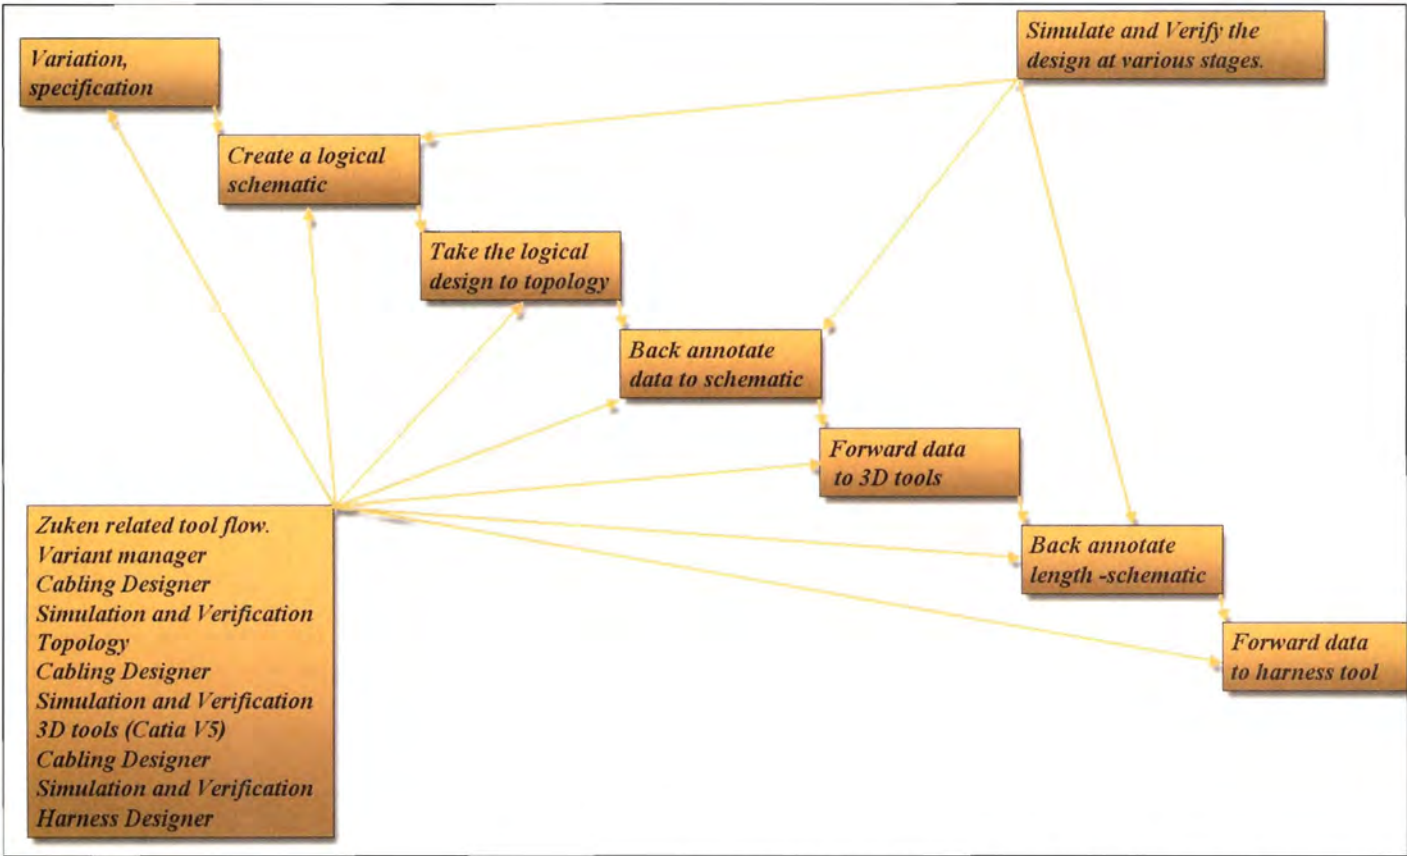 Variation,
specification
Simulate and Verify the
design at various stages.
Create a logical
schematic
Take the logical
design to topology
Back annotate
data to schematic
Forward data
to 3D tools
Back annotate
length -schematic
Forward data
to harness tool
Zuken related tool flow.
Variant manager
Cabling Designer
Simulation and Verification
Topology
Cabling Designer
Simulation and Verification
3D tools (Catia V5)
Cabling Designer
Simulation and Verification
Harness Designer